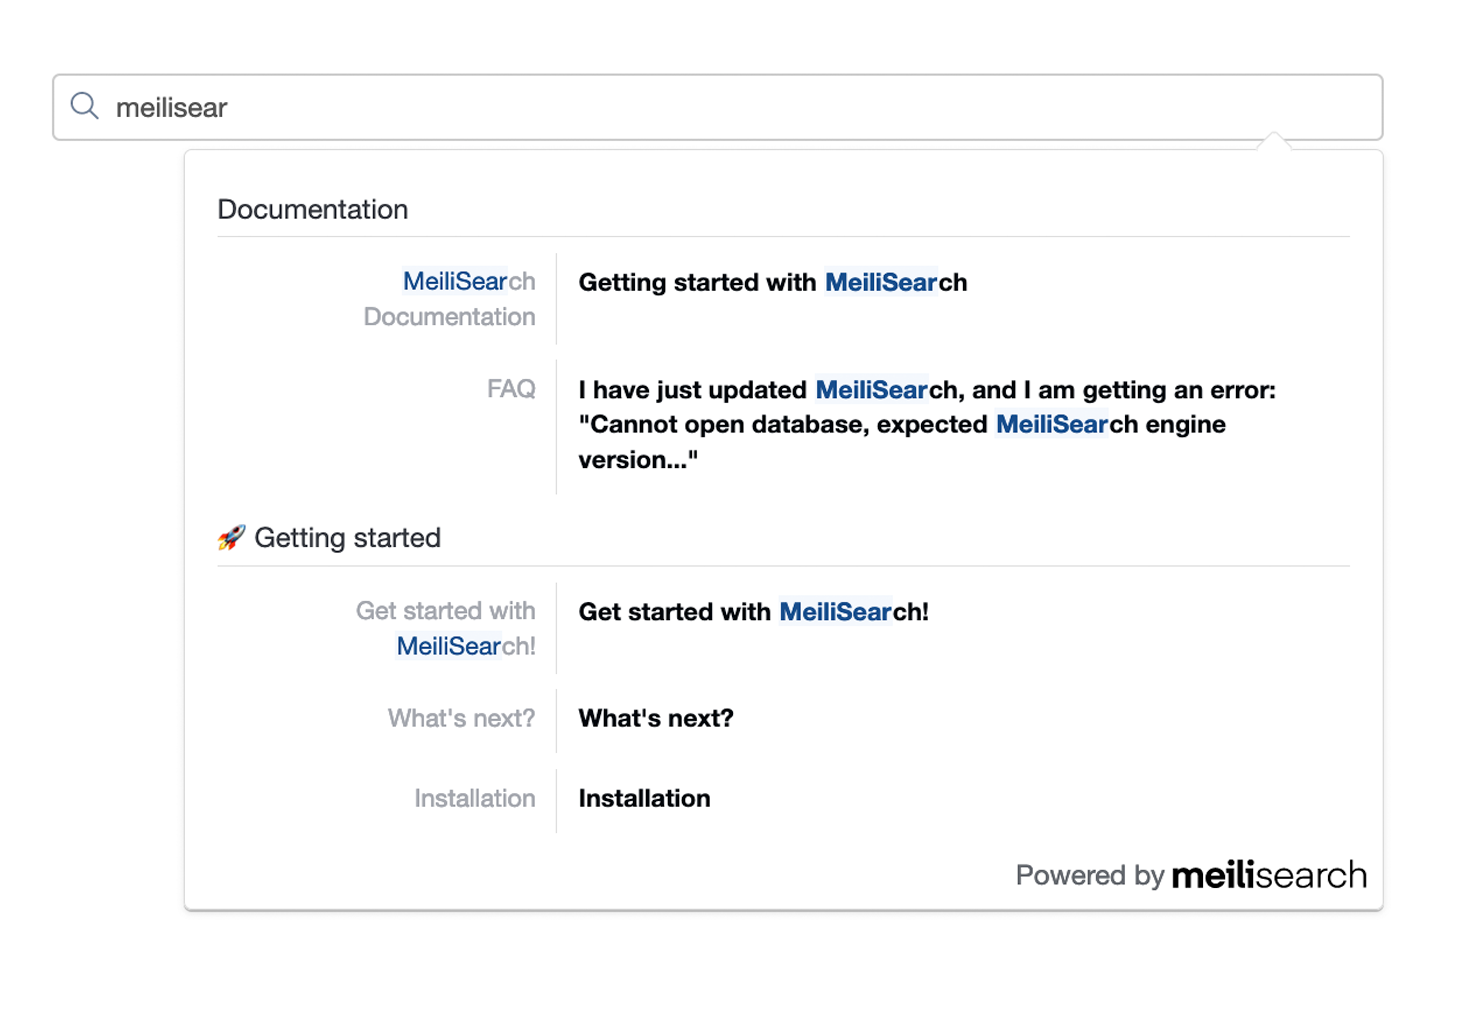 meilisear
Documentation
MeiliSearch
Documentation
Getting started with MeiliSearch
FAQ
I have just updated MeiliSearch, and I am getting an error:
"Cannot open database, expected MeiliSearch engine
version..."
🚀 Getting started
Get started with
MeiliSearch!
Get started with MeiliSearch!
What's next?
What's next?
Installation
Installation
Powered by meilisearch